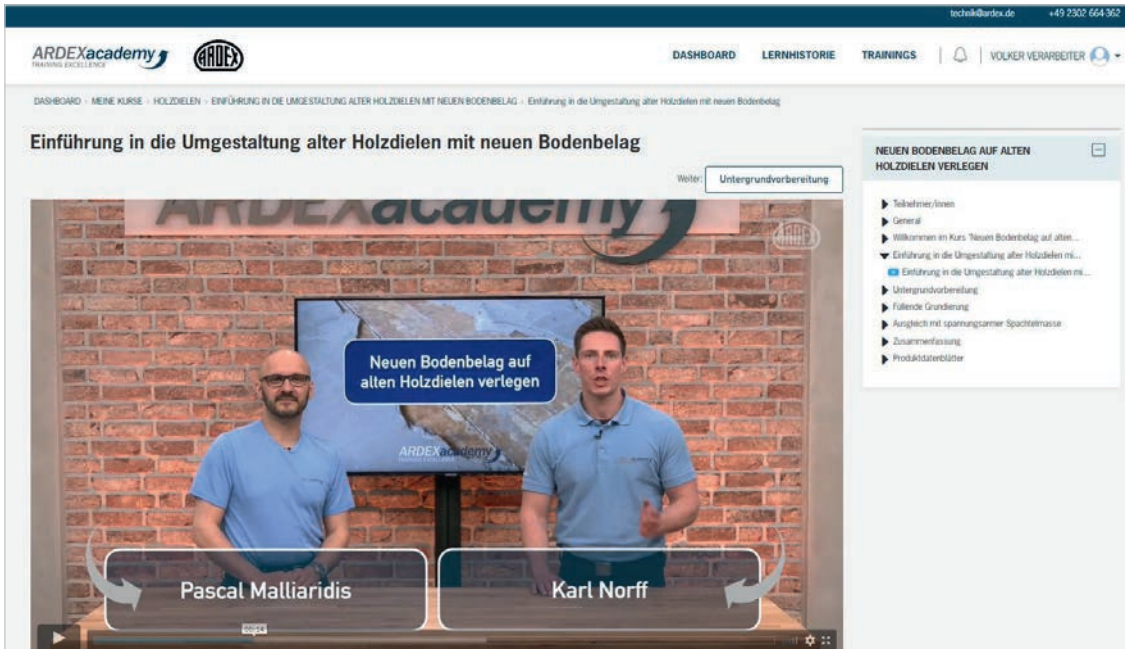 technik@ardex.de +49 2302 664-362
ARDEXacademy
TRAINING EXCELLENCE
ARDEX
DASHBOARD LERNHISTORIE TRAININGS VOLKER VERARBEITER
DASHBOARD › MEINE KURSE › HOLZDIELEN › EINFÜHRUNG IN DIE UMGESTALTUNG ALTER HOLZDIELEN MIT NEUEN BODENBELAG › Einführung in die Umgestaltung alter Holzdielen mit neuen Bodenbelag
Einführung in die Umgestaltung alter Holzdielen mit neuen Bodenbelag
Weiter: Untergrundvorbereitung
NEUEN BODENBELAG AUF ALTEN
HOLZDIELEN VERLEGEN
Teilnehmer/innen
General
Willkommen im Kurs "Neuen Bodenbelag auf alten...
Einführung in die Umgestaltung alter Holzdielen mi...
Einführung in die Umgestaltung alter Holzdielen mi...
Untergrundvorbereitung
Füllende Grundierung
Ausgleich mit spannungsarmer Spachtelmasse
Zusammenfassung
Produktdatenblätter
ARDEXacademy
ARDEX
Neuen Bodenbelag auf
alten Holzdielen verlegen
ARDEXacademy
TRAINING EXCELLENCE
Pascal Malliaridis
Karl Norff
00:14